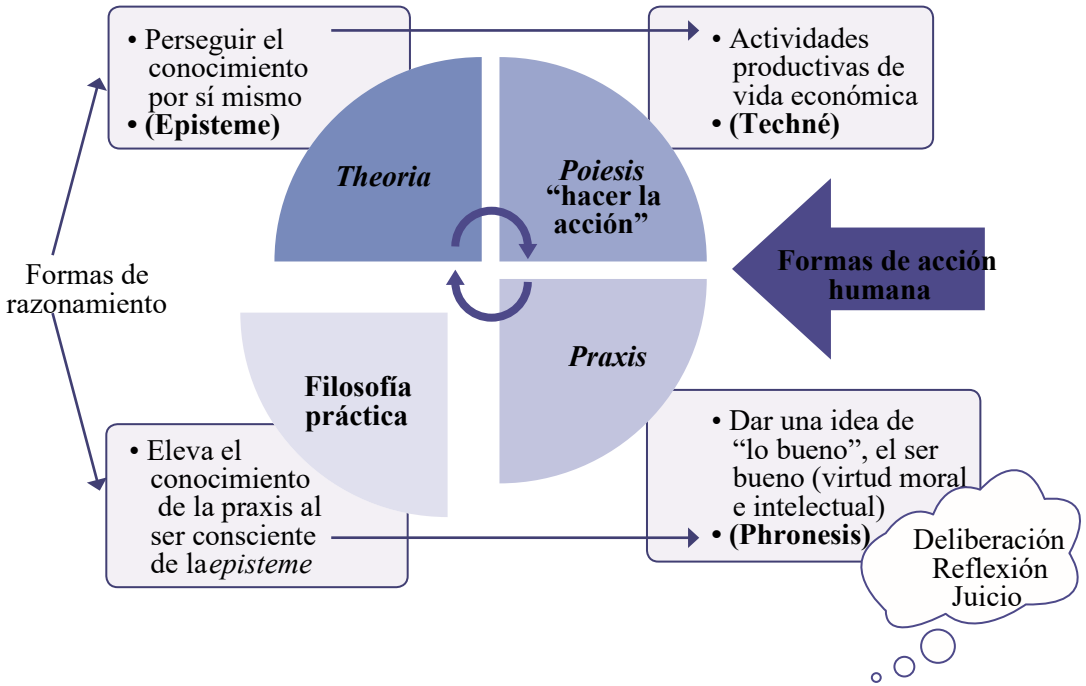 • Perseguir el
conocimiento
por sí mismo
• (Episteme)
• Actividades
productivas de
vida económica
• (Techné)
Theoria
Poiesis
“hacer la
acción”
Formas de
razonamiento
Formas de acción
humana
Filosofía
práctica
Praxis
• Eleva el
conocimiento
de la praxis al
ser consciente
de la episteme
• Dar una idea de
“lo bueno”, el ser
bueno (virtud moral
e intelectual)
• (Phronesis)
Deliberación
Reflexión
Juicio